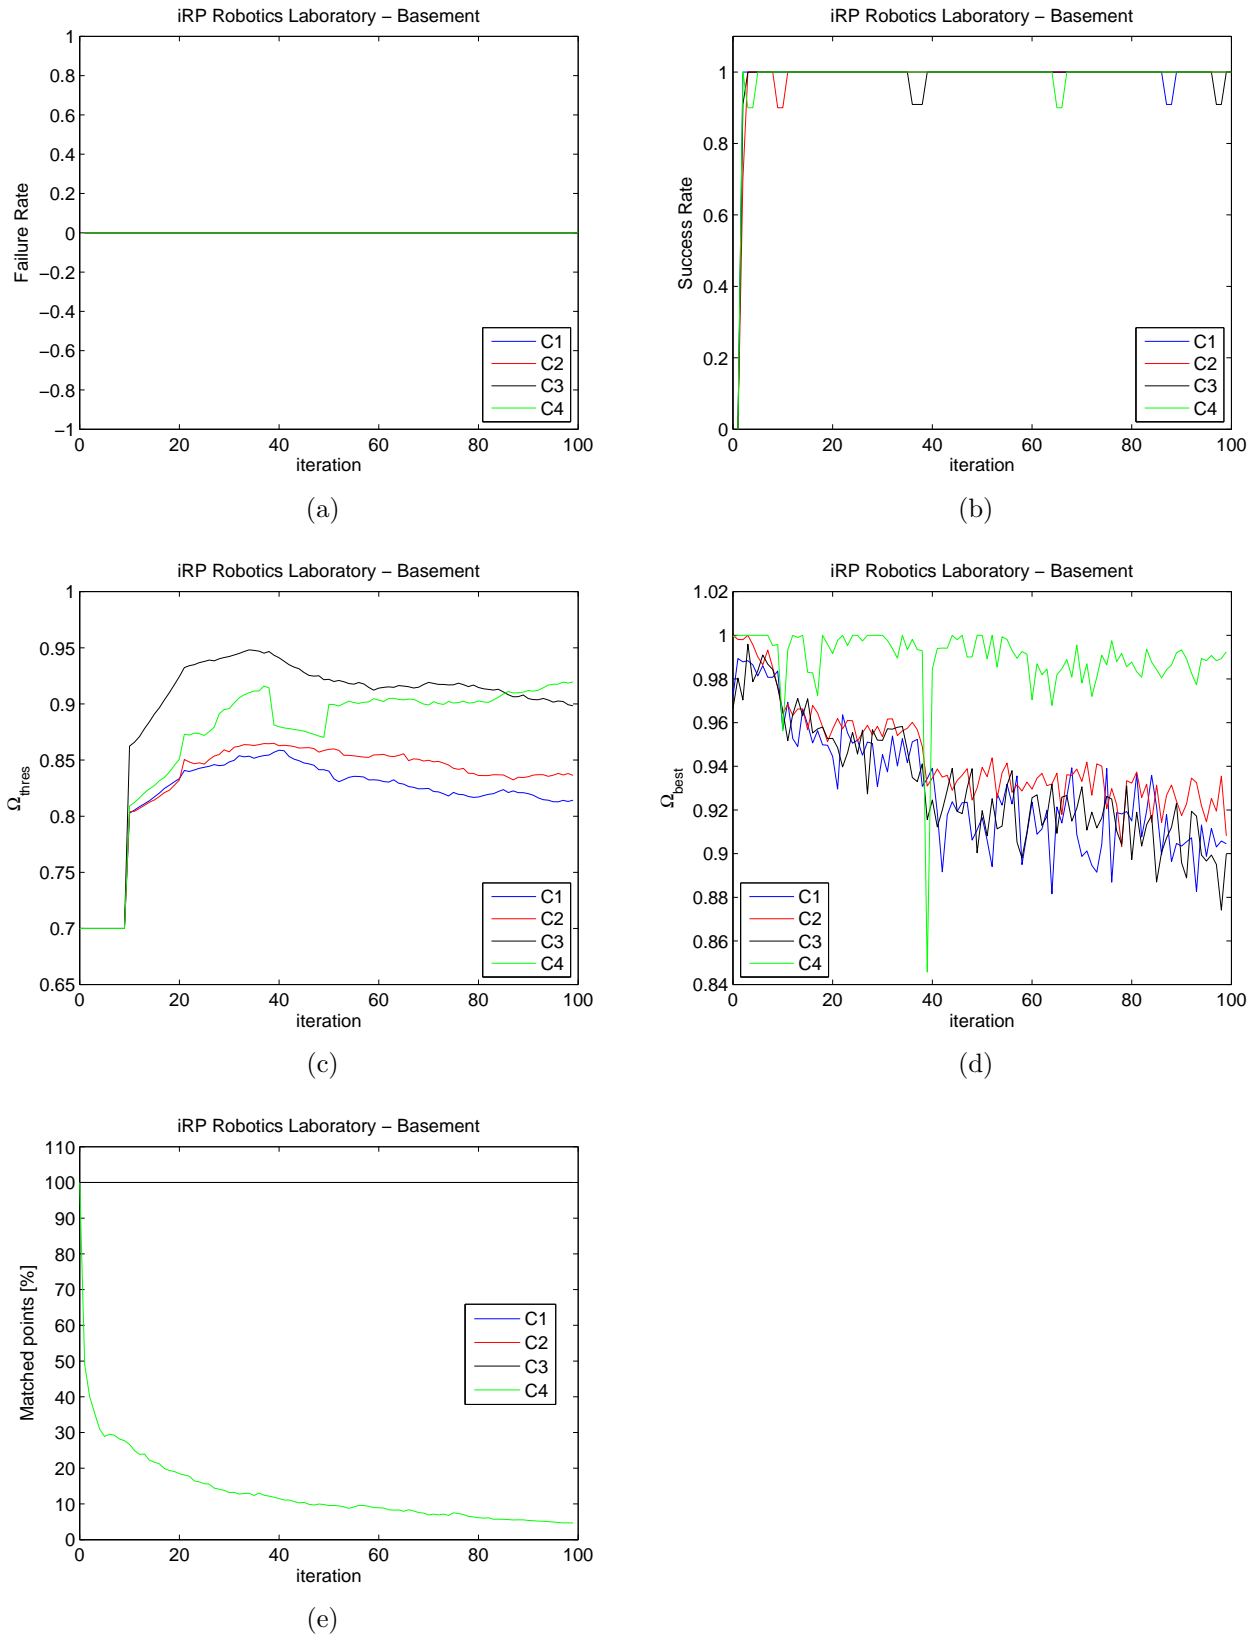 iRP Robotics Laboratory − Basement
1
0.8
0.6
0.4
0.2
0
−0.2
−0.4
−0.6
−0.8
−1
Failure Rate
C1
C2
C3
C4
0 20 40 60 80 100
iteration
(a)
iRP Robotics Laboratory − Basement
1
0.8
0.6
0.4
0.2
0
Success Rate
C1
C2
C3
C4
0 20 40 60 80 100
iteration
(b)
iRP Robotics Laboratory − Basement
1
0.95
0.9
0.85
0.8
0.75
0.7
0.65
Ωthres
C1
C2
C3
C4
0 20 40 60 80 100
iteration
(c)
iRP Robotics Laboratory − Basement
1.02
1
0.98
0.96
0.94
0.92
0.9
0.88
0.86
0.84
Ωbest
C1
C2
C3
C4
0 20 40 60 80 100
iteration
(d)
iRP Robotics Laboratory − Basement
110
100
90
80
70
60
50
40
30
20
10
0
Matched points [%]
C1
C2
C3
C4
0 20 40 60 80 100
iteration
(e)